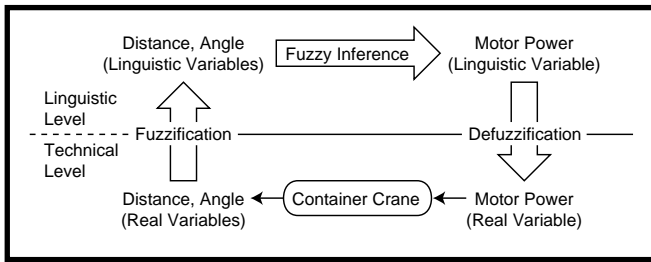 Distance, Angle
(Linguistic Variables)
Fuzzy Inference
Motor Power
(Linguistic Variable)
Linguistic
Level
Fuzzification
Defuzzification
Technical
Level
Distance, Angle
(Real Variables)
Container Crane
Motor Power
(Real Variable)